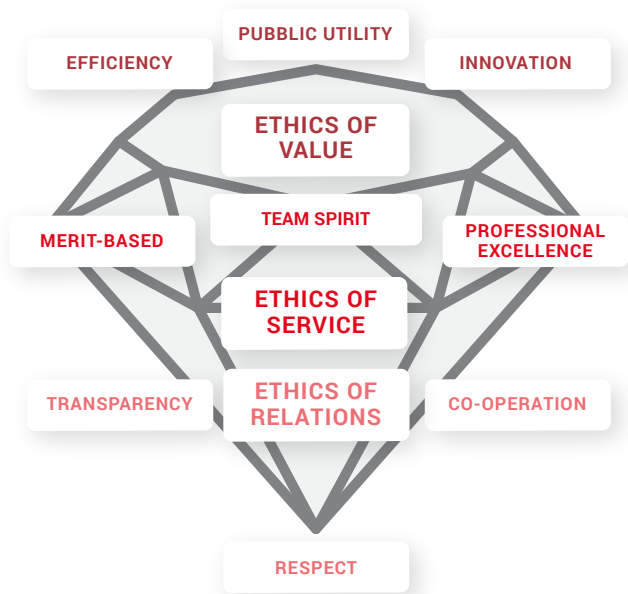 PUBBLIC UTILITY
EFFICIENCY
INNOVATION
ETHICS OF
VALUE
TEAM SPIRIT
MERIT-BASED
PROFESSIONAL
EXCELLENCE
ETHICS OF
SERVICE
TRANSPARENCY
ETHICS OF
RELATIONS
CO-OPERATION
RESPECT